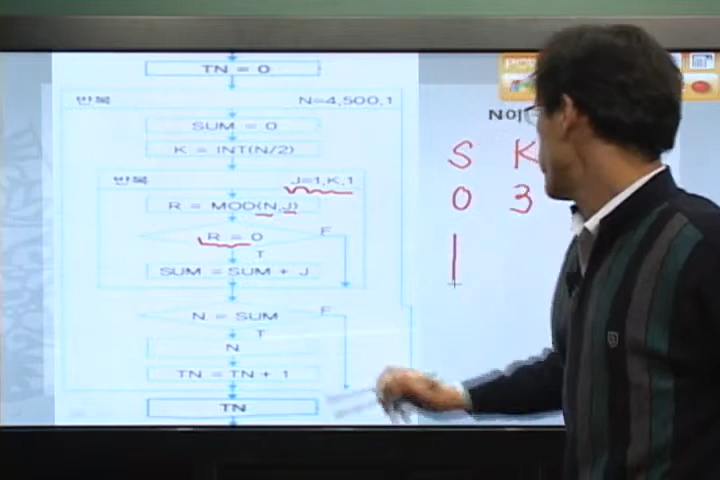 TN = 0
반복 N=4,500,1
SUM = 0
K = INT(N/2)
반복 J=1,K,1
R = MOD(N,J)
R = 0 F
T
SUM = SUM + J
N = SUM F
T
N
TN = TN + 1
TN
N이
S K
0 3
1